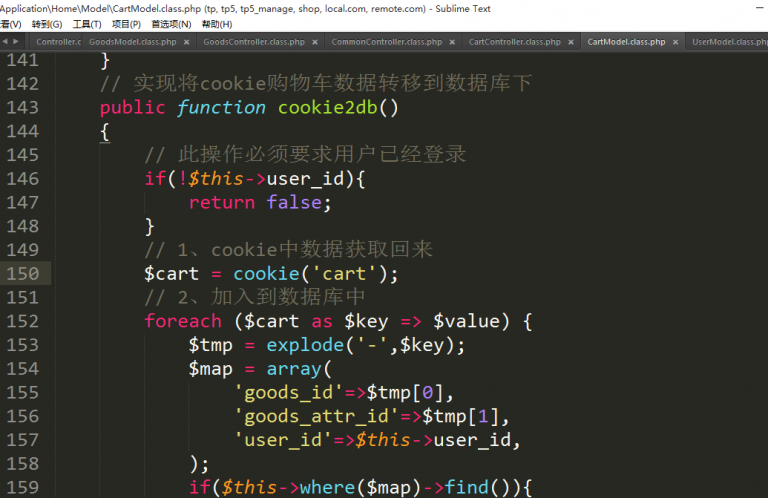 Application\Home\Model\CartModel.class.php (tp, tp5, tp5_manage, shop, local.com, remote.com) - Sublime Text
看(V) 转到(G) 工具(T) 项目(P) 首选项(N) 帮助(H)
Controller.c GoodsModel.class.php GoodsController.class.php CommonController.class.php CartController.class.php CartModel.class.php UserModel.class.php
141 }
142 // 实现将cookie购物车数据转移到数据库下
143 public function cookie2db()
144 {
145 // 此操作必须要求用户已经登录
146 if(!$this->user_id){
147 return false;
148 }
149 // 1、cookie中数据获取回来
150 $cart = cookie('cart');
151 // 2、加入到数据库中
152 foreach ($cart as $key => $value) {
153 $tmp = explode('-',$key);
154 $map = array(
155 'goods_id'=>$tmp[0],
156 'goods_attr_id'=>$tmp[1],
157 'user_id'=>$this->user_id,
158 );
159 if($this->where($map)->find()){